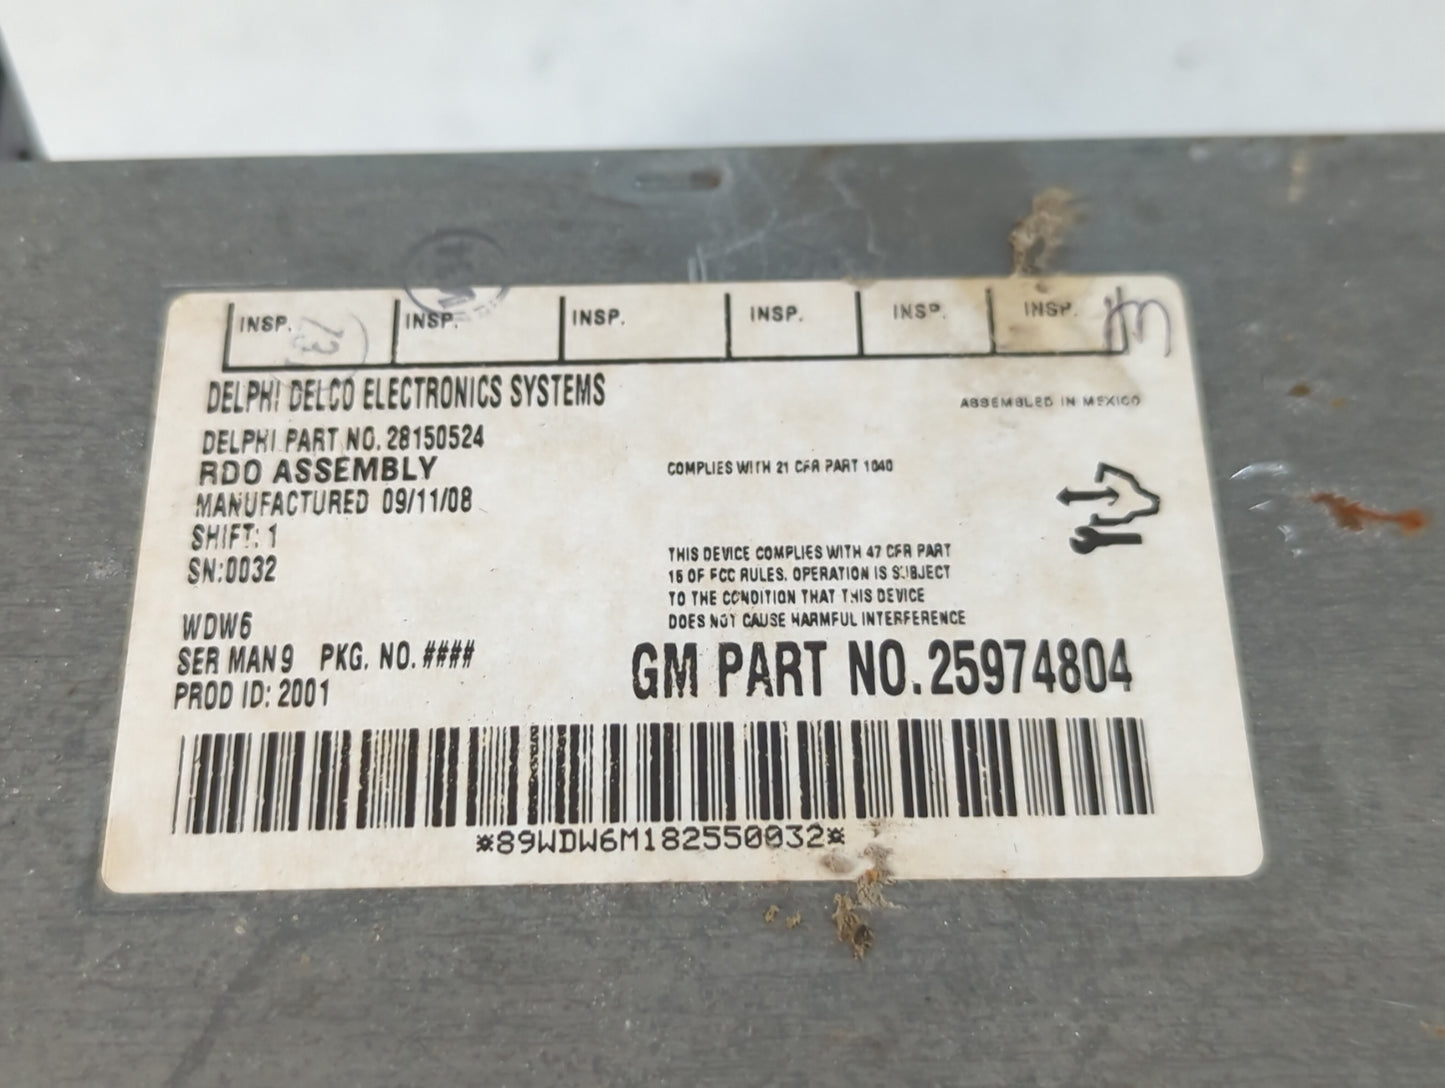 INSP. INSP. INSP. INSP. INSP. INSP.
DELPHI DELCO ELECTRONICS SYSTEMS
ASSEMBLED IN MEXICO
DELPHI PART NO. 28150524
RDO ASSEMBLY
MANUFACTURED 09/11/08
SHIFT: 1
SN:0032
COMPLIES WITH 21 CFR PART 1040
THIS DEVICE COMPLIES WITH 47 CFR PART
15 OF FCC RULES. OPERATION IS SUBJECT
TO THE CONDITION THAT THIS DEVICE
DOES NOT CAUSE HARMFUL INTERFERENCE
WDW6
SER MAN 9 PKG. NO. ####
PROD ID: 2001
GM PART NO. 25974804
*89WDW6M182550032*